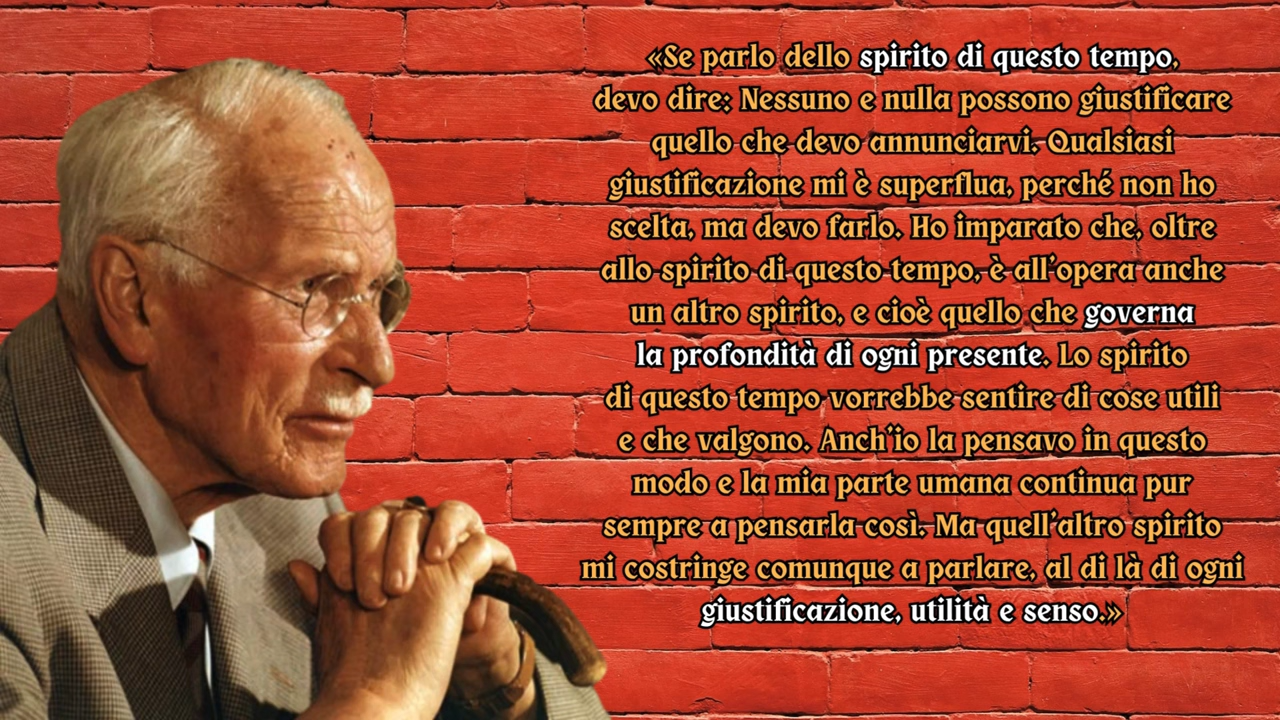 «Se parlo dello spirito di questo tempo,
devo dire: Nessuno e nulla possono giustificare
quello che devo annunciarvi. Qualsiasi
giustificazione mi è superflua, perché non ho
scelta, ma devo farlo. Ho imparato che, oltre
allo spirito di questo tempo, è all'opera anche
un altro spirito, e cioè quello che governa
la profondità di ogni presente. Lo spirito
di questo tempo vorrebbe sentire di cose utili
e che valgono. Anch'io la pensavo in questo
modo e la mia parte umana continua pur
sempre a pensarla così. Ma quell'altro spirito
mi costringe comunque a parlare, al di là di ogni
giustificazione, utilità e senso.»